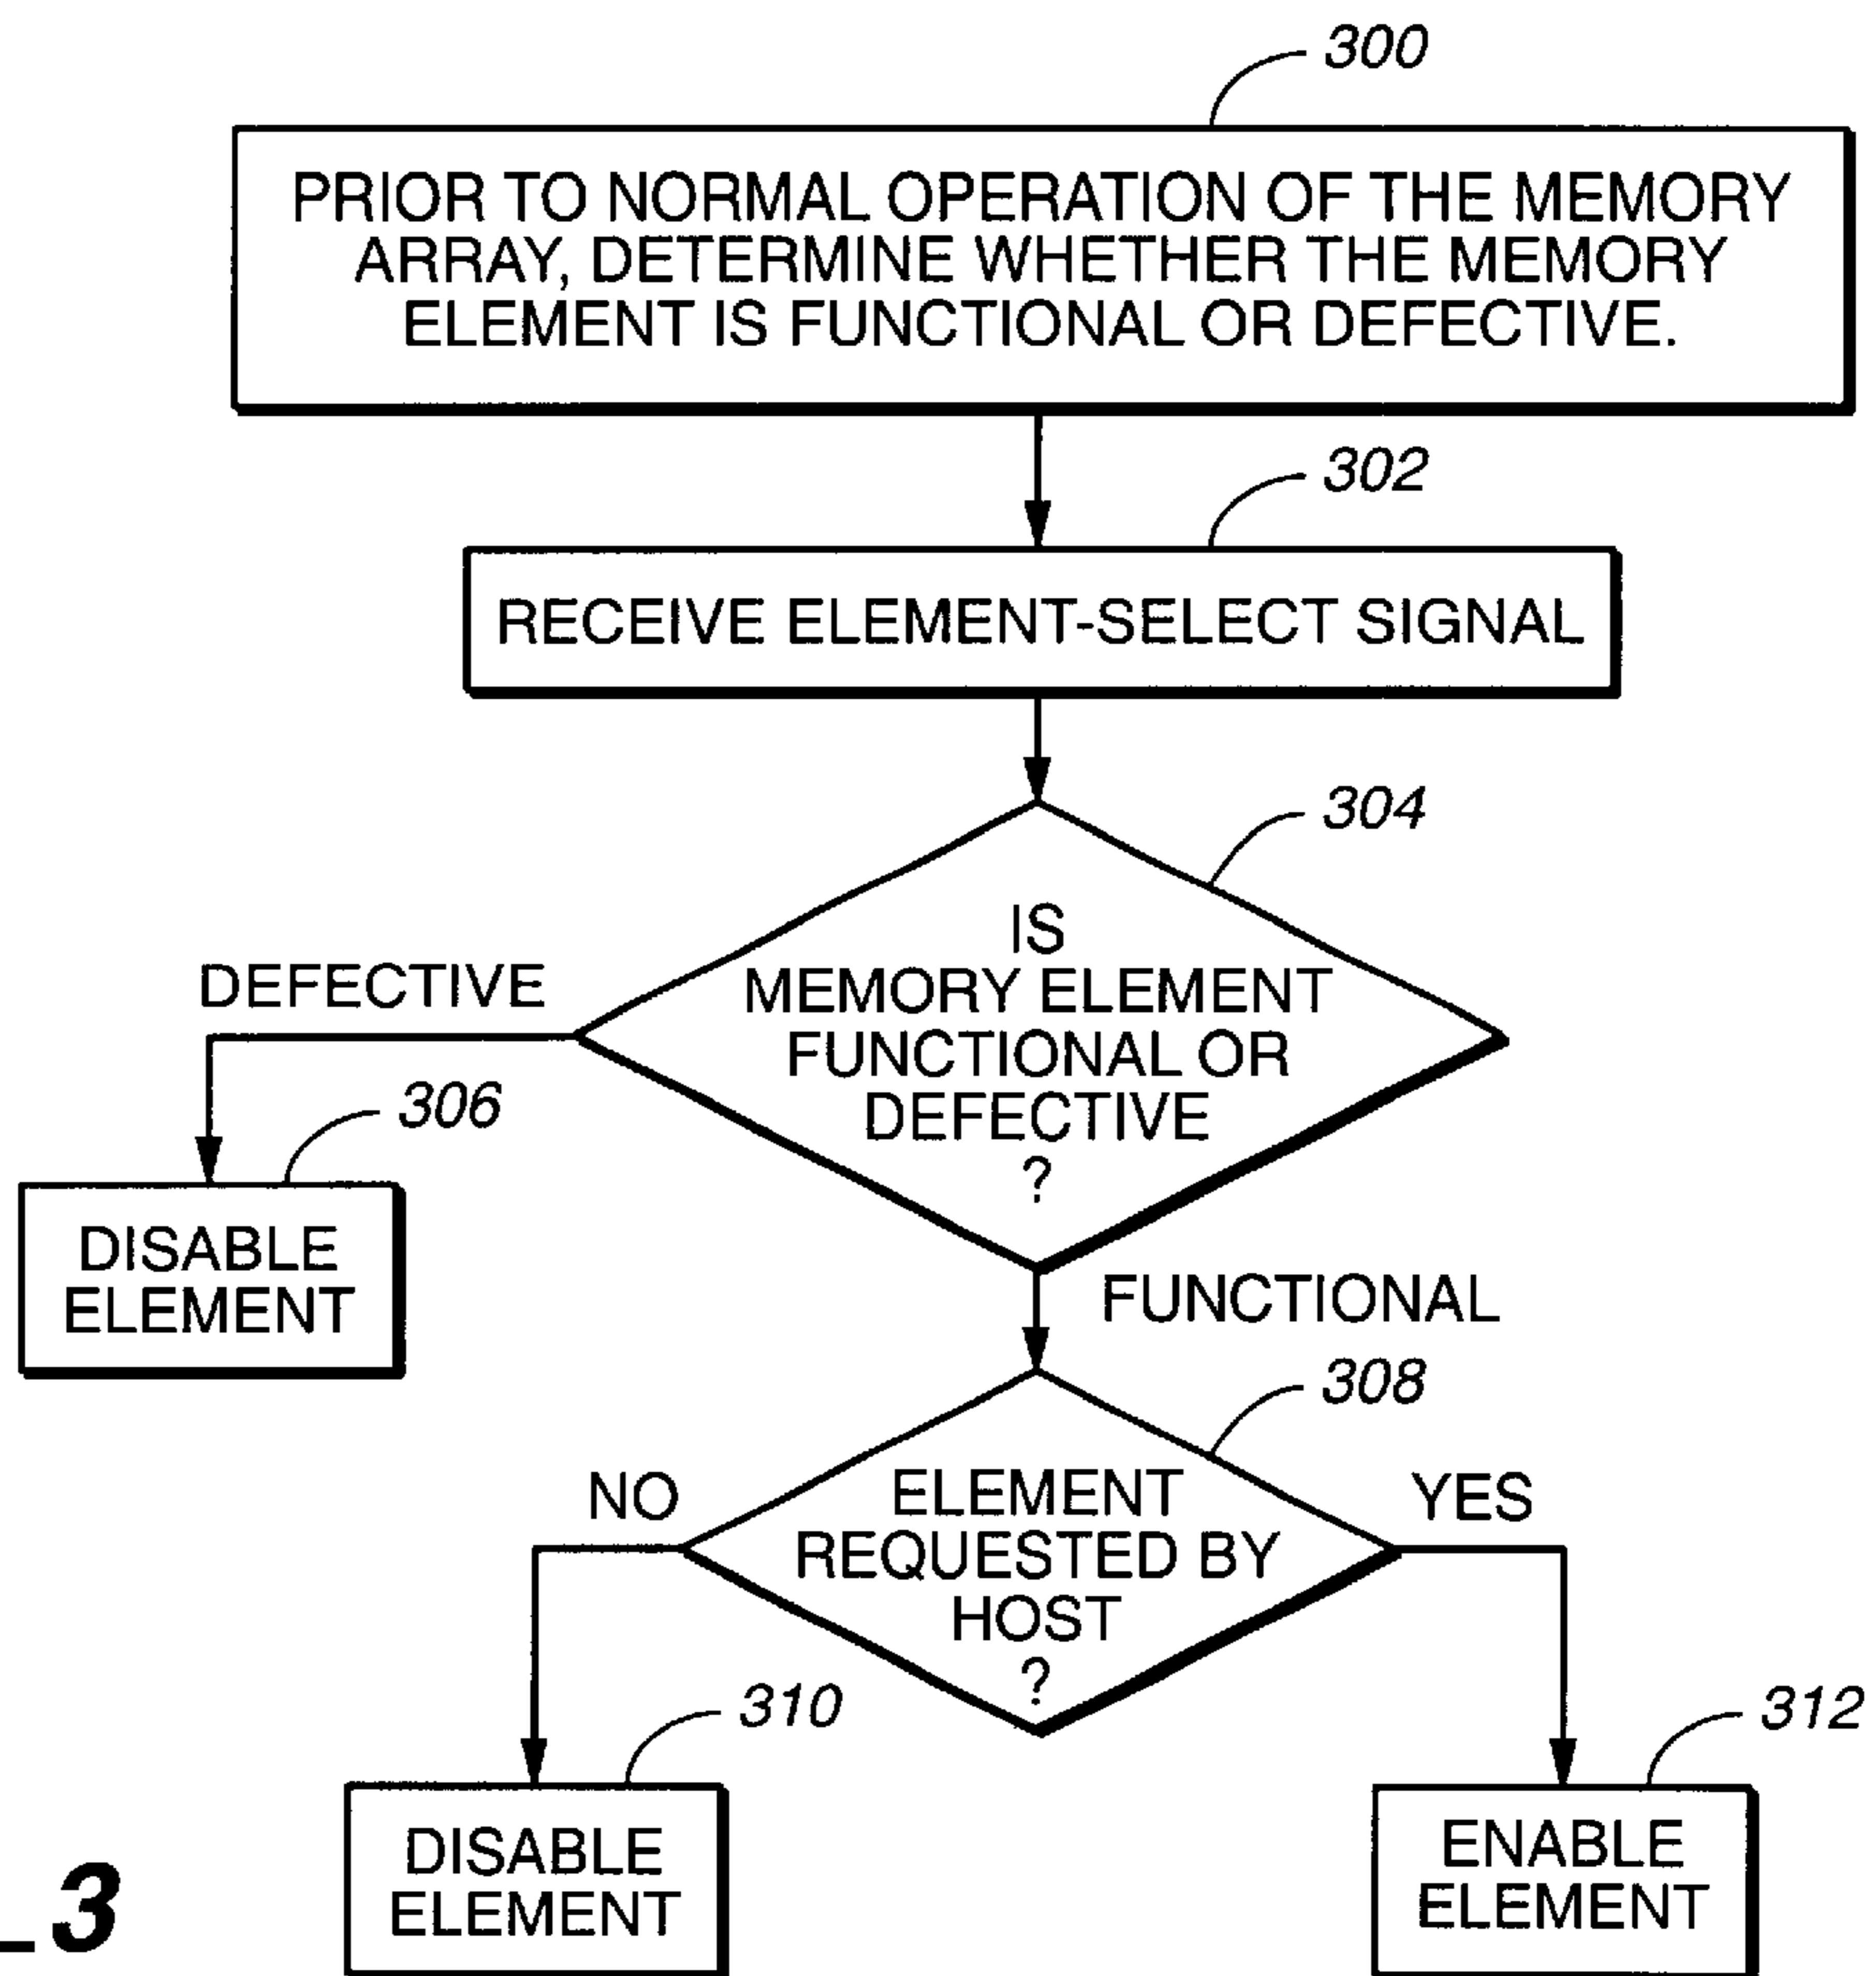 300
PRIOR TO NORMAL OPERATION OF THE MEMORY
ARRAY, DETERMINE WHETHER THE MEMORY
ELEMENT IS FUNCTIONAL OR DEFECTIVE.
302
RECEIVE ELEMENT-SELECT SIGNAL
304
IS
MEMORY ELEMENT
FUNCTIONAL OR
DEFECTIVE
?
DEFECTIVE
306
DISABLE
ELEMENT
FUNCTIONAL
308
ELEMENT
REQUESTED BY
HOST
?
NO
YES
310
DISABLE
ELEMENT
312
ENABLE
ELEMENT
_3